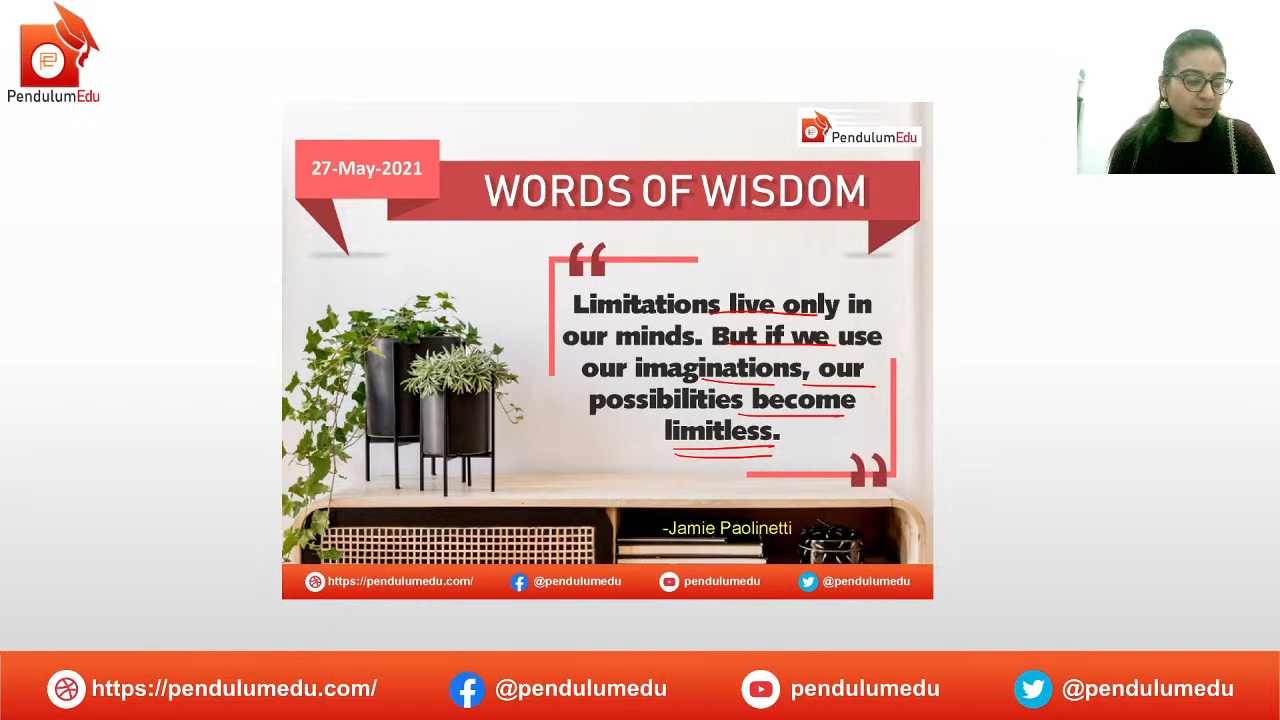 PendulumEdu
PendulumEdu
27-May-2021
WORDS OF WISDOM
“
Limitations live only in
our minds. But if we use
our imaginations, our
possibilities become
limitless.
”
-Jamie Paolinetti
https://pendulumedu.com/ @pendulumedu pendulumedu @pendulumedu
https://pendulumedu.com/ @pendulumedu pendulumedu @pendulumedu